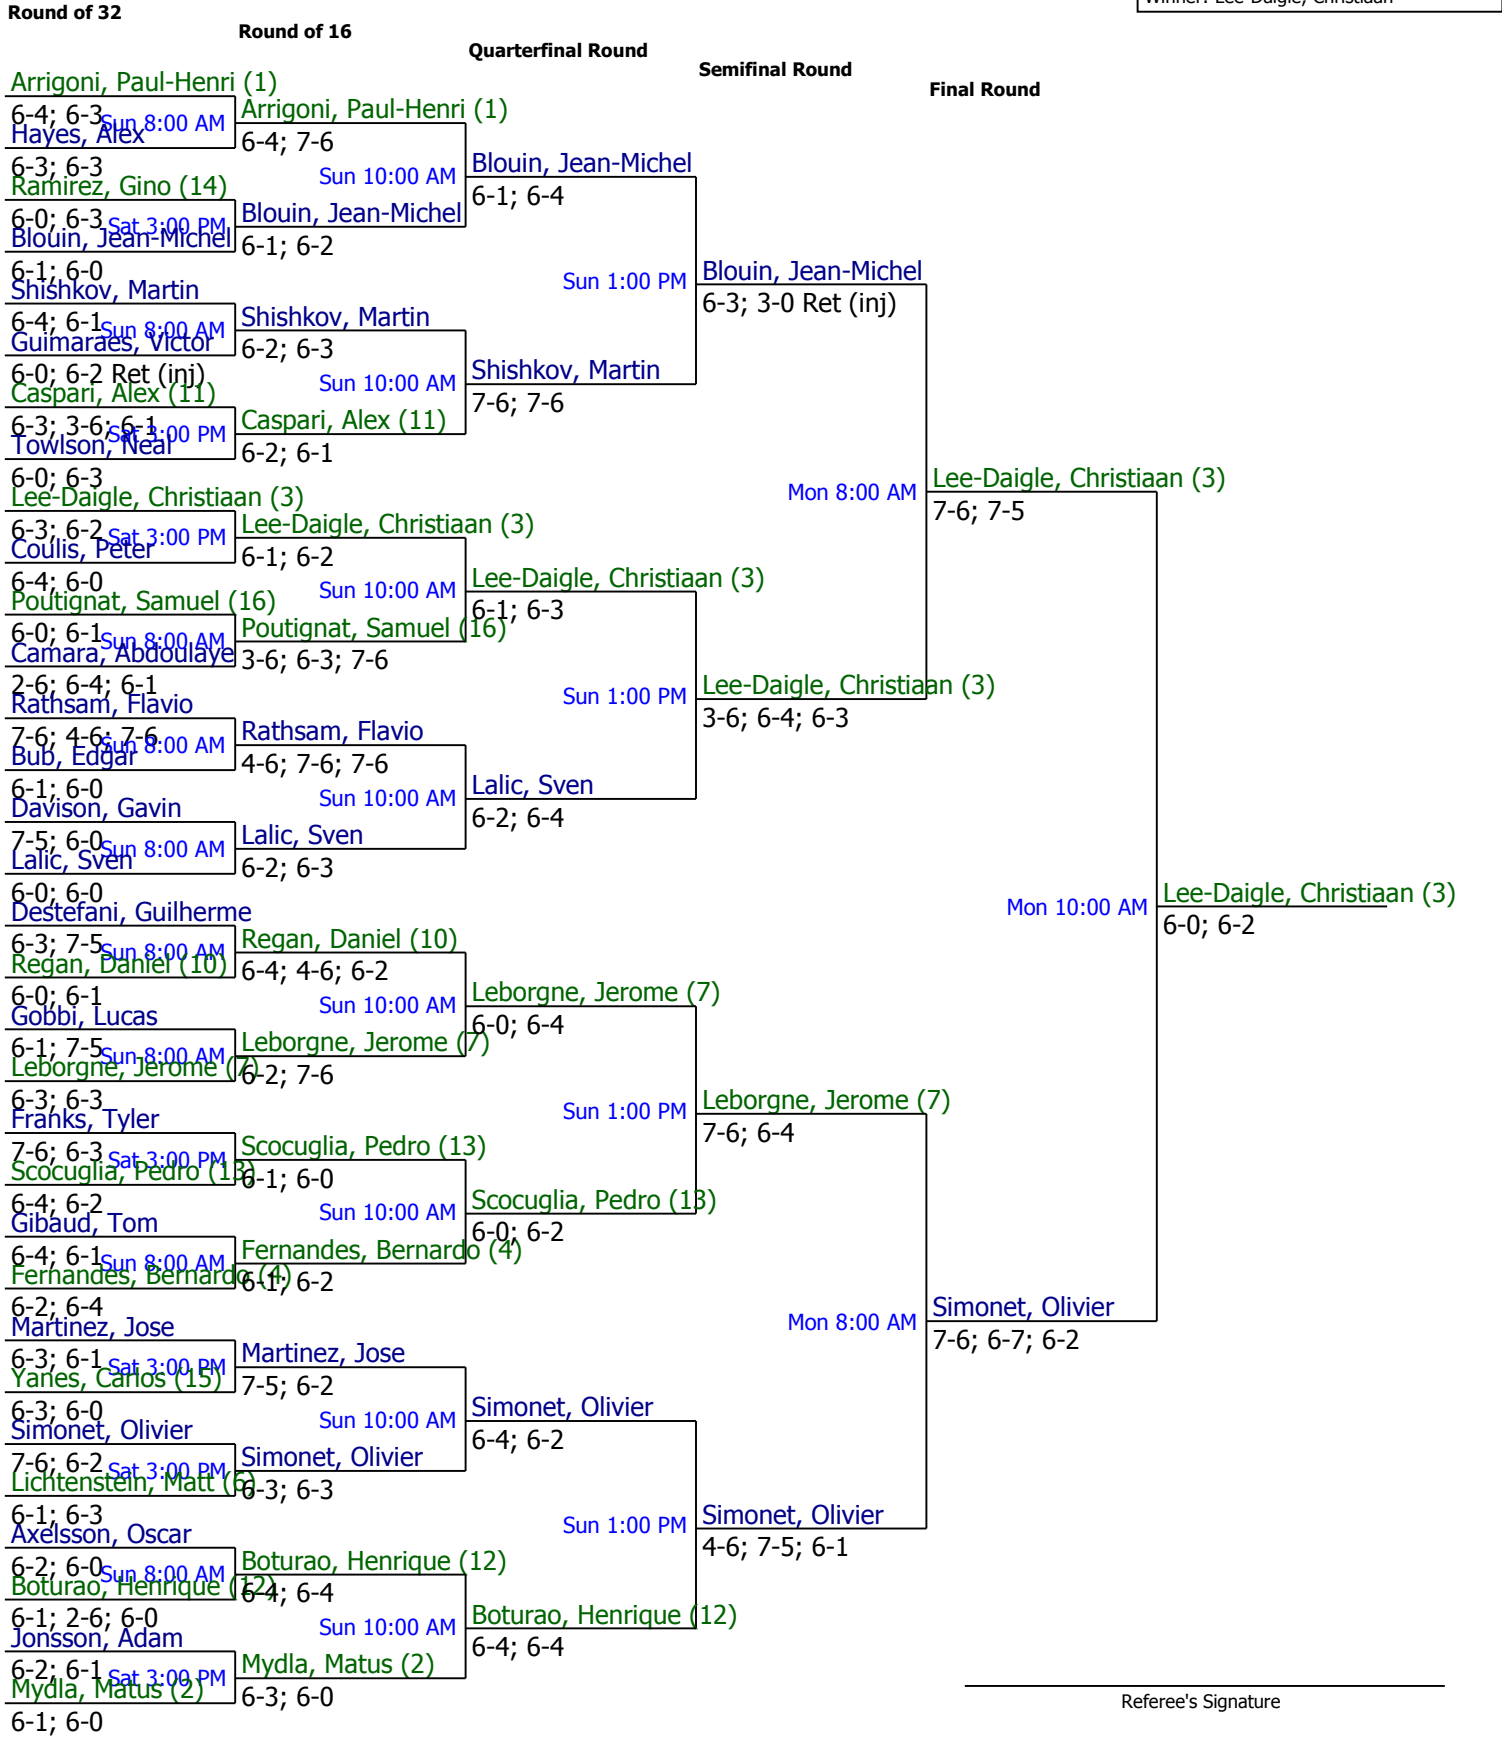 Round of 32
Winner: Lee-Daigle, Christiaan
Round of 16
Quarterfinal Round
Semifinal Round
Final Round
Arrigoni, Paul-Henri (1)
6-4; 6-3
Sun 8:00 AM
Hayes, Alex
6-3; 6-3
Ramirez, Gino (14)
6-0; 6-3
Sat 3:00 PM
Blouin, Jean-Michel
6-1; 6-0
Shishkov, Martin
6-4; 6-1
Sun 8:00 AM
Guimaraes, Victor
6-0; 6-2 Ret (inj)
Caspari, Alex (11)
6-3; 3-6; 6-1
Sat 3:00 PM
Towlson, Neal
6-0; 6-3
Lee-Daigle, Christiaan (3)
6-3; 6-2
Sat 3:00 PM
Coulis, Peter
6-4; 6-0
Poutignat, Samuel (16)
6-0; 6-1
Sun 8:00 AM
Camara, Abdoulaye
2-6; 6-4; 6-1
Rathsam, Flavio
7-6; 4-6; 7-6
Sun 8:00 AM
Bub, Edgar
6-1; 6-0
Davison, Gavin
7-5; 6-0
Sun 8:00 AM
Lalic, Sven
6-0; 6-0
Destefani, Guilherme
6-3; 7-5
Sun 8:00 AM
Regan, Daniel (10)
6-0; 6-1
Gobbi, Lucas
6-1; 7-5
Sun 8:00 AM
Leborgne, Jerome (7)
6-3; 6-3
Franks, Tyler
7-6; 6-3
Sat 3:00 PM
Scocuglia, Pedro (13)
6-4; 6-2
Gibaud, Tom
6-4; 6-1
Sun 8:00 AM
Fernandes, Bernardo (4)
6-2; 6-4
Martinez, Jose
6-3; 6-1
Sat 3:00 PM
Yanes, Carlos (15)
6-3; 6-0
Simonet, Olivier
7-6; 6-2
Sat 3:00 PM
Lichtenstein, Matt (6)
6-1; 6-3
Axelsson, Oscar
6-2; 6-0
Sun 8:00 AM
Boturao, Henrique (12)
6-1; 2-6; 6-0
Jonsson, Adam
6-2; 6-1
Sat 3:00 PM
Mydla, Matus (2)
6-1; 6-0
Arrigoni, Paul-Henri (1)
6-4; 7-6
Sun 10:00 AM
Blouin, Jean-Michel
6-1; 6-2
Shishkov, Martin
6-2; 6-3
Sun 10:00 AM
Caspari, Alex (11)
6-2; 6-1
Lee-Daigle, Christiaan (3)
6-1; 6-2
Sun 10:00 AM
Poutignat, Samuel (16)
3-6; 6-3; 7-6
Rathsam, Flavio
4-6; 7-6; 7-6
Sun 10:00 AM
Lalic, Sven
6-2; 6-3
Regan, Daniel (10)
6-4; 4-6; 6-2
Sun 10:00 AM
Leborgne, Jerome (7)
6-2; 7-6
Scocuglia, Pedro (13)
6-1; 6-0
Sun 10:00 AM
Fernandes, Bernardo (4)
6-1; 6-2
Martinez, Jose
7-5; 6-2
Sun 10:00 AM
Simonet, Olivier
6-3; 6-3
Boturao, Henrique (12)
6-4; 6-4
Sun 10:00 AM
Mydla, Matus (2)
6-3; 6-0
Blouin, Jean-Michel
6-1; 6-4
Sun 1:00 PM
Shishkov, Martin
7-6; 7-6
Lee-Daigle, Christiaan (3)
6-1; 6-3
Sun 1:00 PM
Lalic, Sven
6-2; 6-4
Leborgne, Jerome (7)
6-0; 6-4
Sun 1:00 PM
Scocuglia, Pedro (13)
6-0; 6-2
Simonet, Olivier
6-4; 6-2
Sun 1:00 PM
Boturao, Henrique (12)
6-4; 6-4
Blouin, Jean-Michel
6-3; 3-0 Ret (inj)
Mon 8:00 AM
Lee-Daigle, Christiaan (3)
3-6; 6-4; 6-3
Leborgne, Jerome (7)
7-6; 6-4
Mon 8:00 AM
Simonet, Olivier
4-6; 7-5; 6-1
Lee-Daigle, Christiaan (3)
7-6; 7-5
Mon 10:00 AM
Simonet, Olivier
7-6; 6-7; 6-2
Lee-Daigle, Christiaan (3)
6-0; 6-2
Referee's Signature